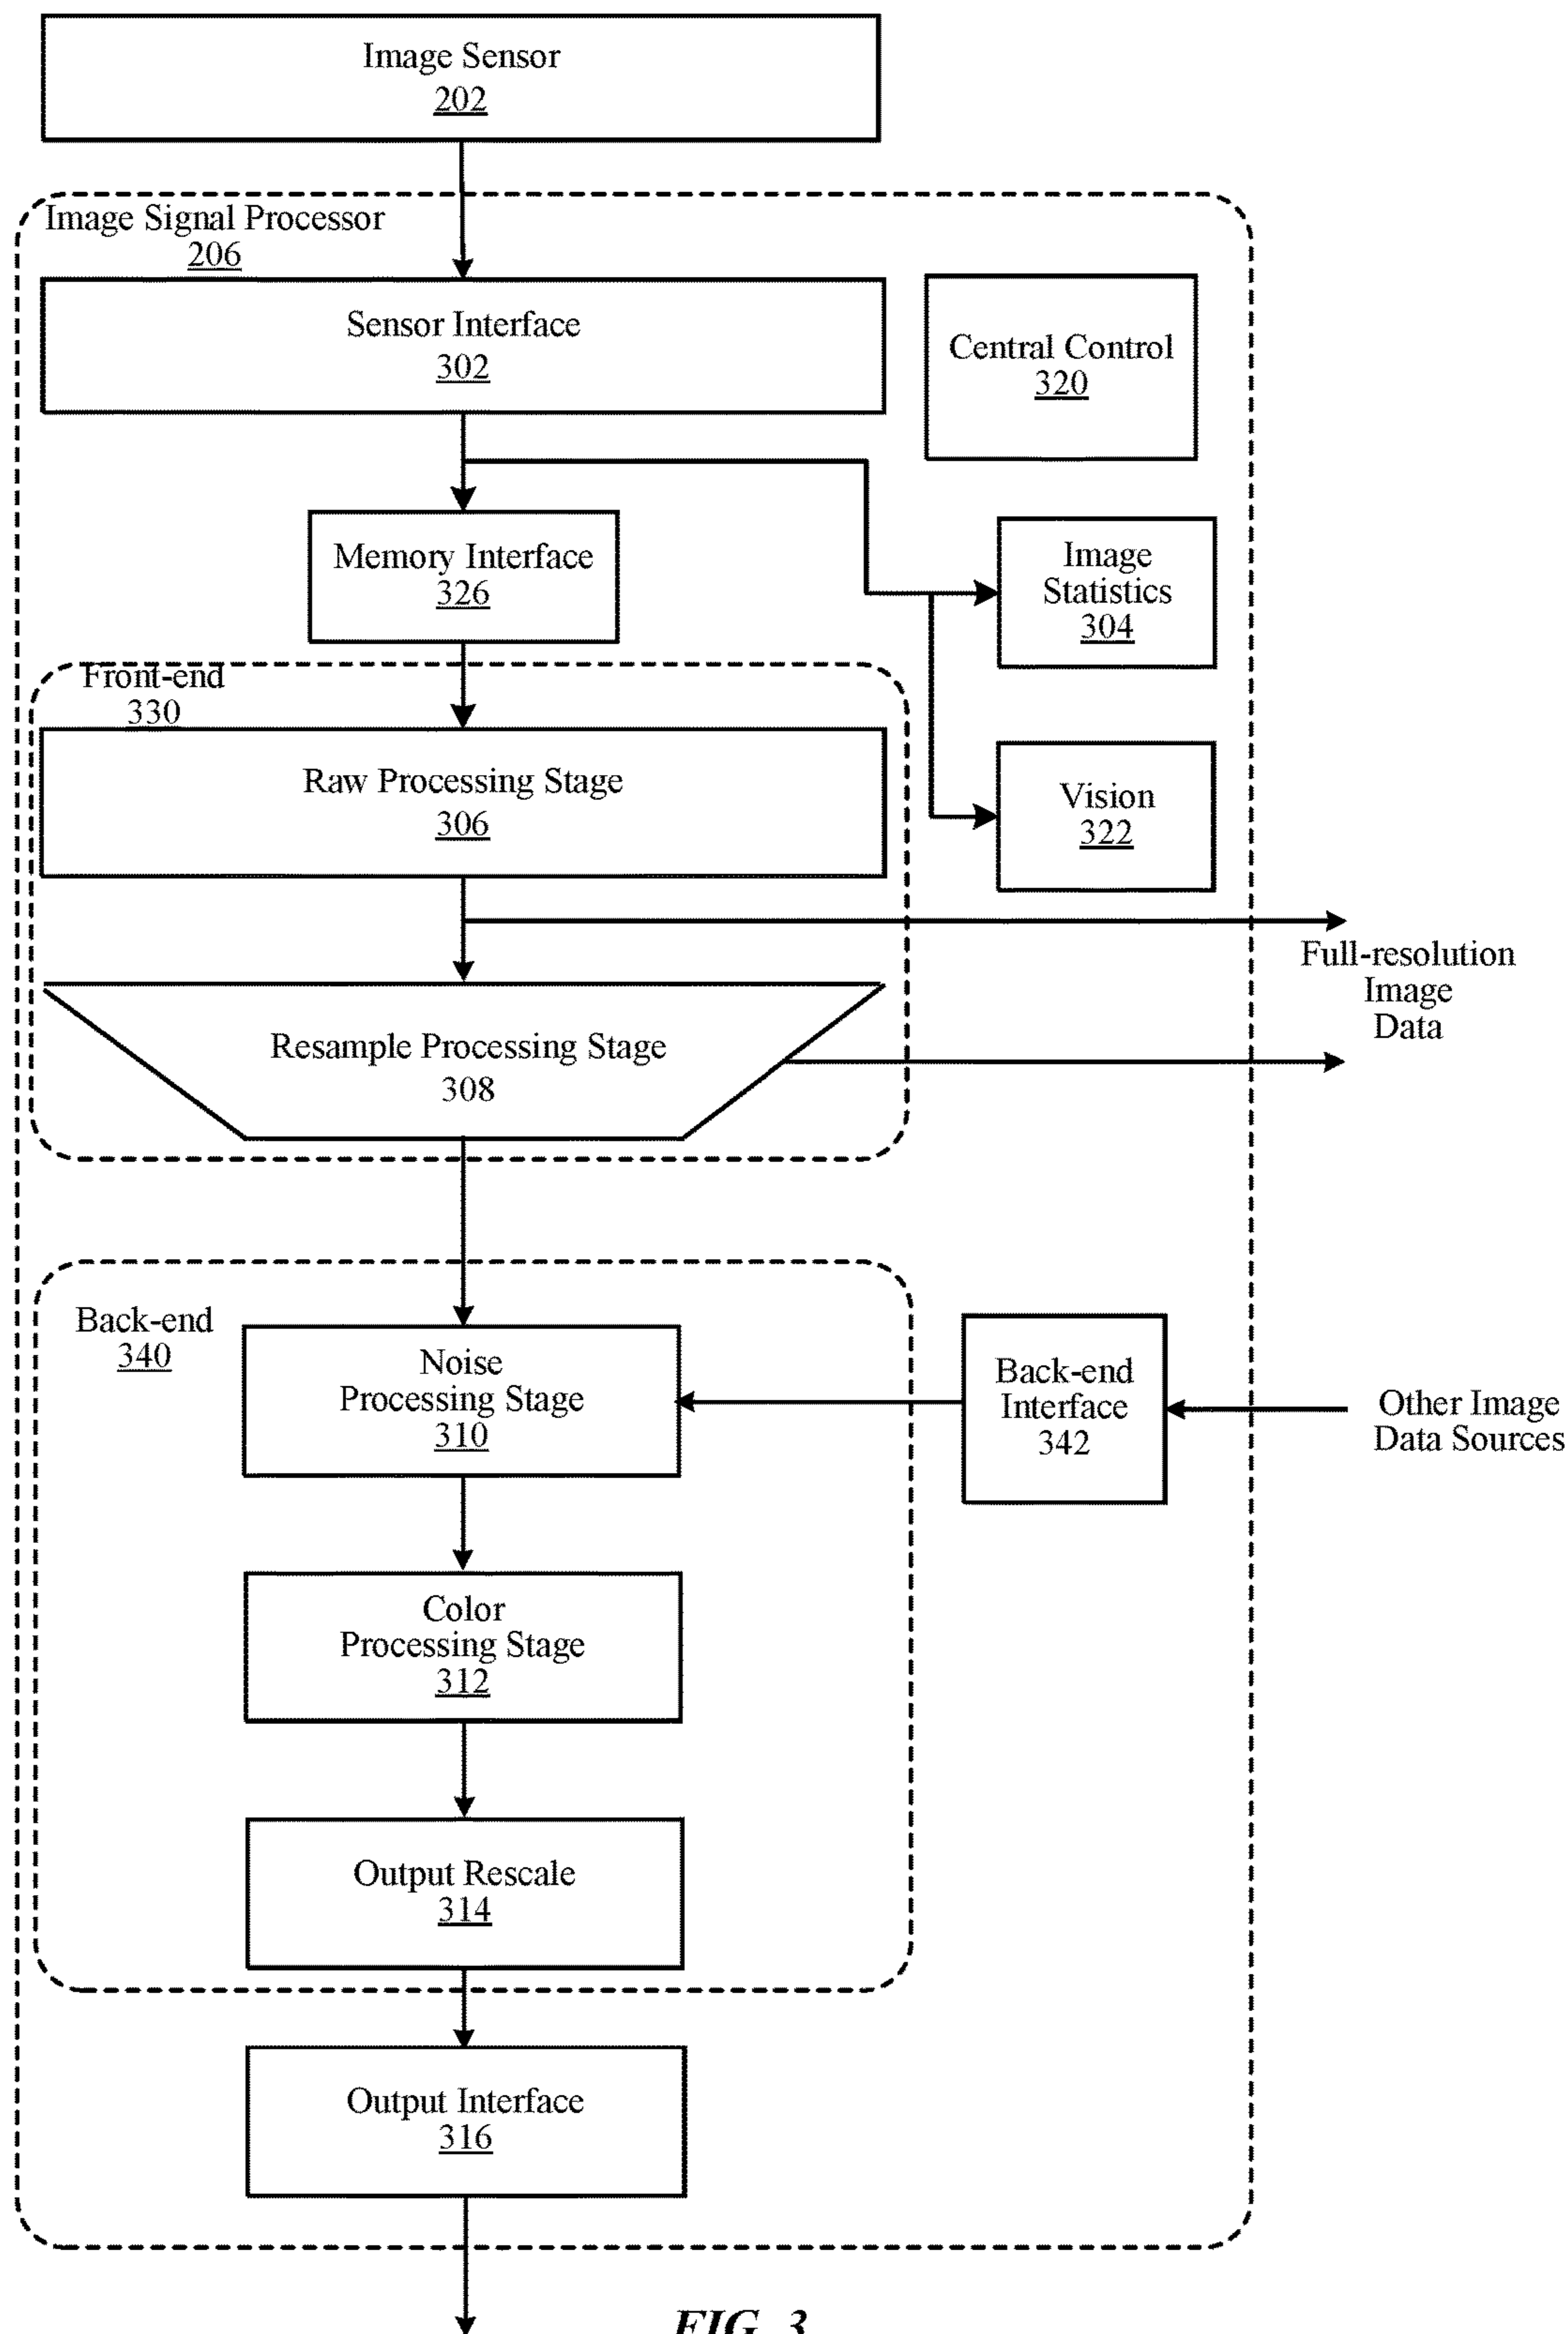 Image Sensor
202
Image Signal Processor
206
Sensor Interface
302
Central Control
320
Memory Interface
326
Image
Statistics
304
Front-end
330
Raw Processing Stage
306
Vision
322
Full-resolution
Image
Data
Resample Processing Stage
308
Back-end
340
Noise
Processing Stage
310
Back-end
Interface
342
Other Image
Data Sources
Color
Processing Stage
312
Output Rescale
314
Output Interface
316
FIG. 3